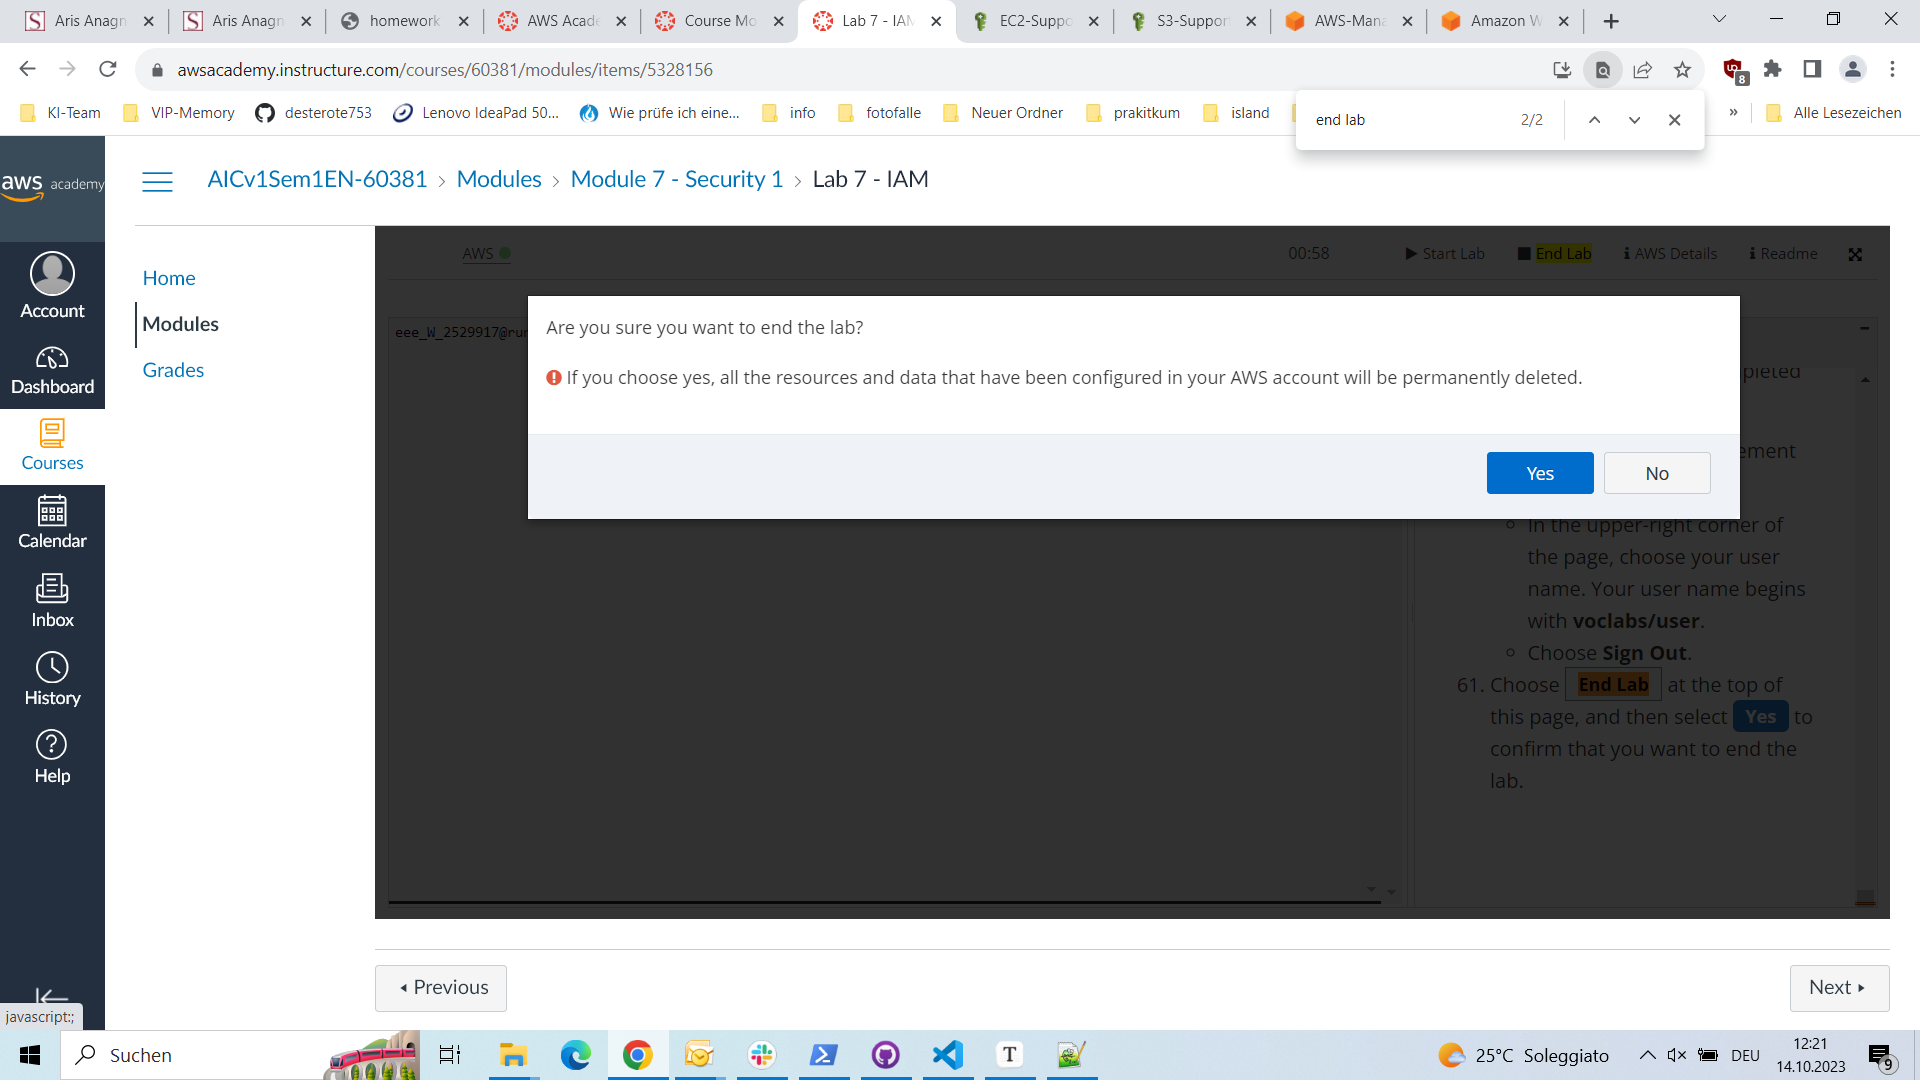 Aris Anagn
Aris Anagn
homework
AWS Acade
Course Mo
Lab 7 - IAM
EC2-Suppo
S3-Support
AWS-Mana
Amazon W
awsacademy.instructure.com/courses/60381/modules/items/5328156
8
KI-Team
VIP-Memory
desterote753
Lenovo IdeaPad 50...
Wie prüfe ich eine...
info
fotofalle
Neuer Ordner
prakitkum
island
»
Alle Lesezeichen
end lab
2/2
aws academy
AICv1Sem1EN-60381 › Modules › Module 7 - Security 1 › Lab 7 - IAM
Account
Dashboard
Courses
Calendar
Inbox
History
Help
Home
Modules
Grades
AWS
00:58
Start Lab
End Lab
AWS Details
Readme
eee_W_2529917@run
Are you sure you want to end the lab?
If you choose yes, all the resources and data that have been configured in your AWS account will be permanently deleted.
Yes
No
In the upper-right corner of
the page, choose your user
name. Your user name begins
with voclabs/user.
Choose Sign Out.
61. Choose End Lab at the top of
this page, and then select Yes to
confirm that you want to end the
lab.
Previous
Next
javascript:;
Suchen
25°C Soleggiato
DEU
12:21
14.10.2023
9